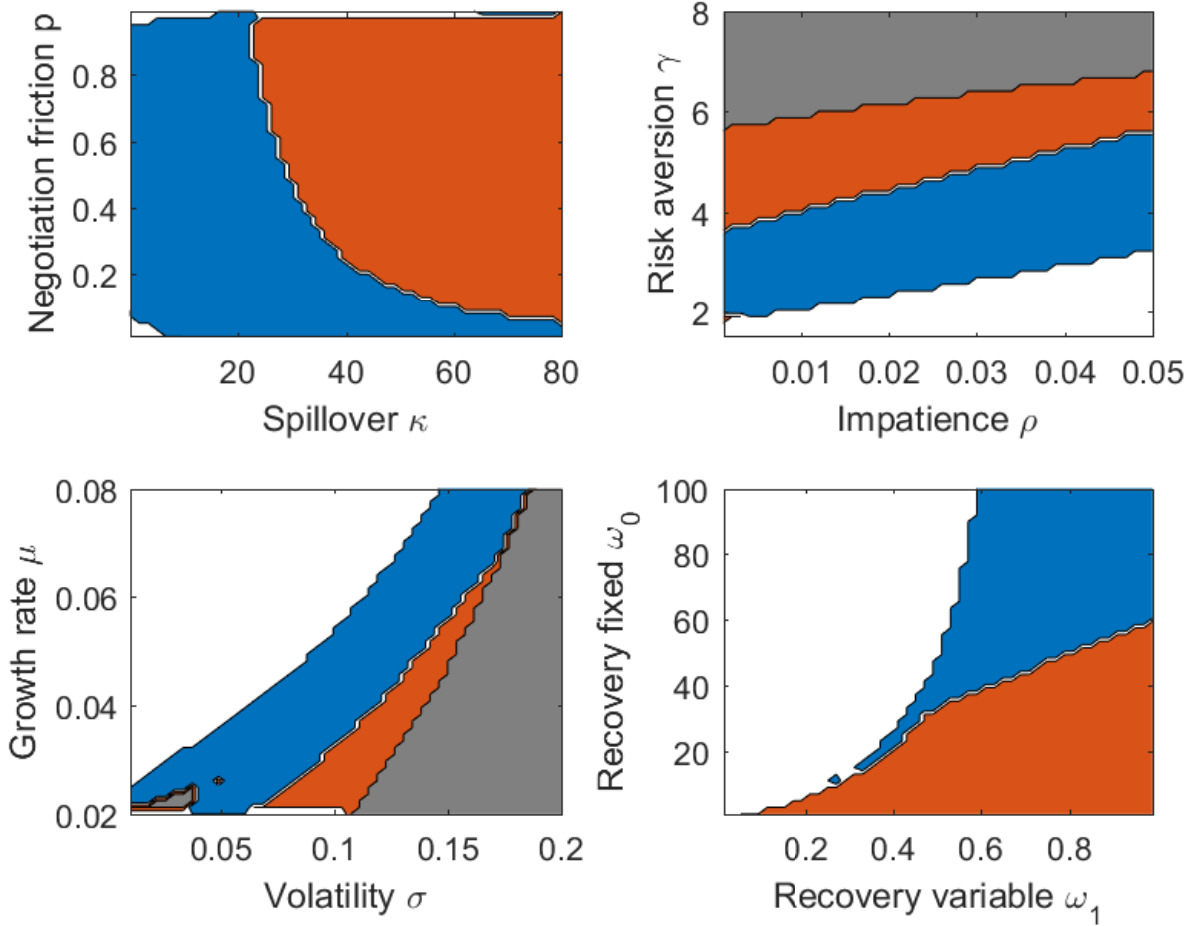 Negotiation friction p
0.8
0.6
0.4
0.2
20 40 60 80
Spillover κ
Risk aversion γ
8
6
4
2
0.01 0.02 0.03 0.04 0.05
Impatience ρ
Growth rate μ
0.08
0.06
0.04
0.02
0.05 0.1 0.15 0.2
Volatility σ
Recovery fixed ω₀
100
80
60
40
20
0.2 0.4 0.6 0.8
Recovery variable ω₁